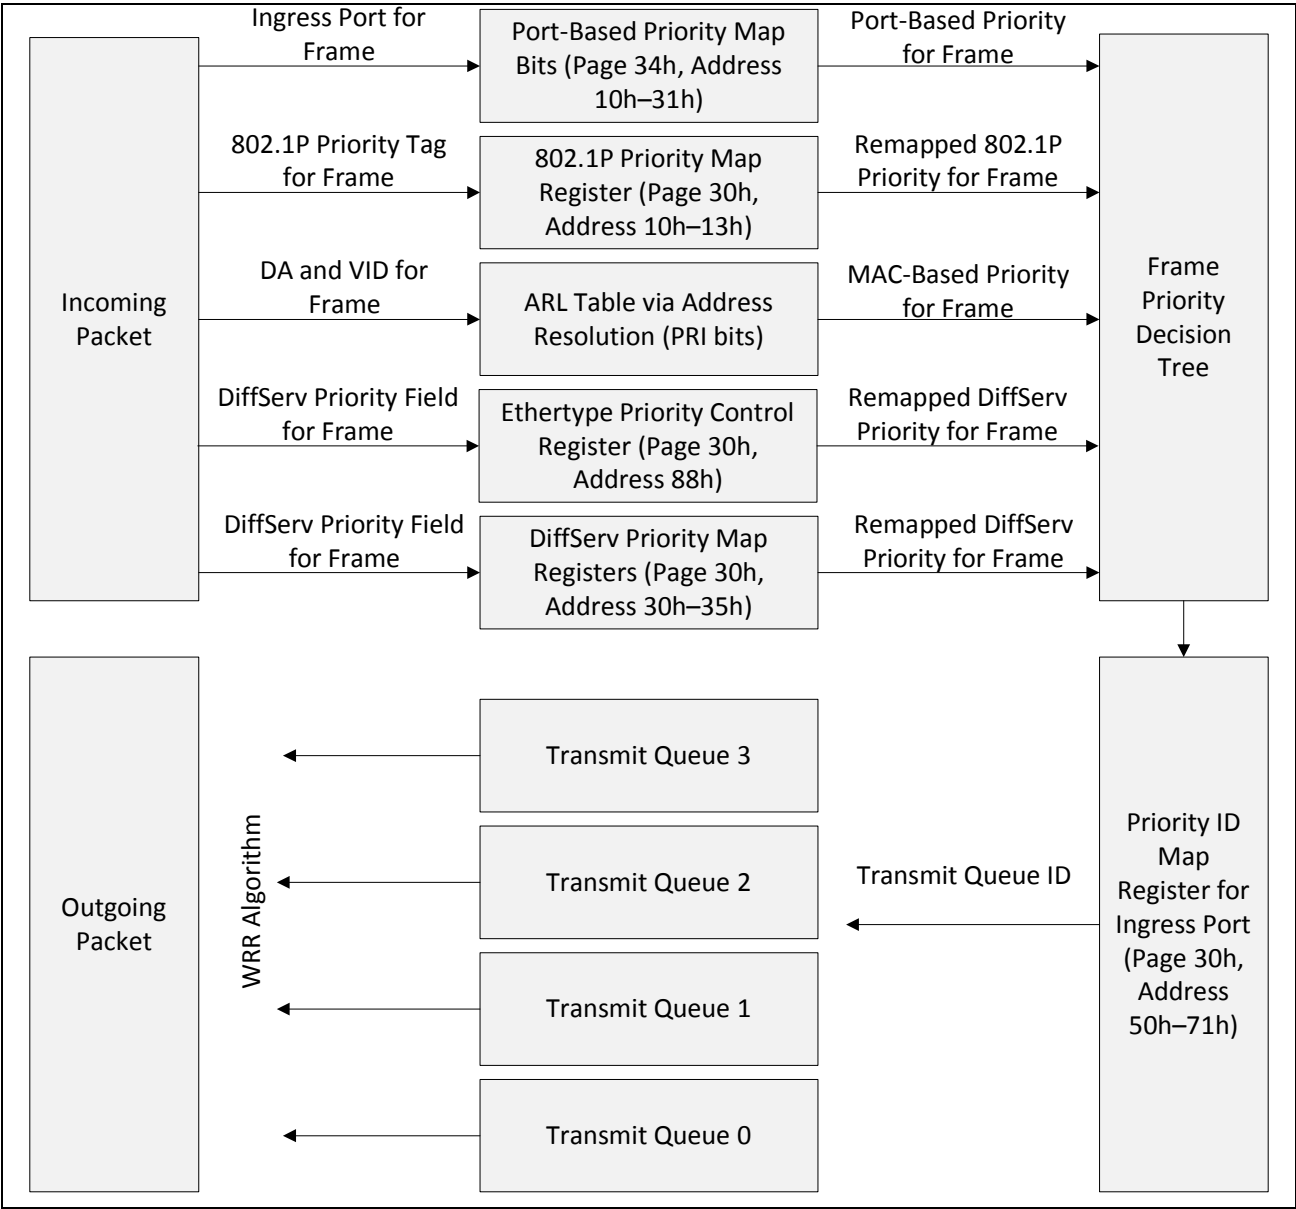 Ingress Port for
Frame
Port-Based Priority Map
Bits (Page 34h, Address
10h–31h)
Port-Based Priority
for Frame
802.1P Priority Tag
for Frame
802.1P Priority Map
Register (Page 30h,
Address 10h–13h)
Remapped 802.1P
Priority for Frame
Incoming
Packet
DA and VID for
Frame
ARL Table via Address
Resolution (PRI bits)
MAC-Based Priority
for Frame
Frame
Priority
Decision
Tree
DiffServ Priority Field
for Frame
Ethertype Priority Control
Register (Page 30h,
Address 88h)
Remapped DiffServ
Priority for Frame
DiffServ Priority Field
for Frame
DiffServ Priority Map
Registers (Page 30h,
Address 30h–35h)
Remapped DiffServ
Priority for Frame
Outgoing
Packet
WRR Algorithm
Transmit Queue 3
Transmit Queue 2
Transmit Queue 1
Transmit Queue 0
Transmit Queue ID
Priority ID
Map
Register for
Ingress Port
(Page 30h,
Address
50h–71h)